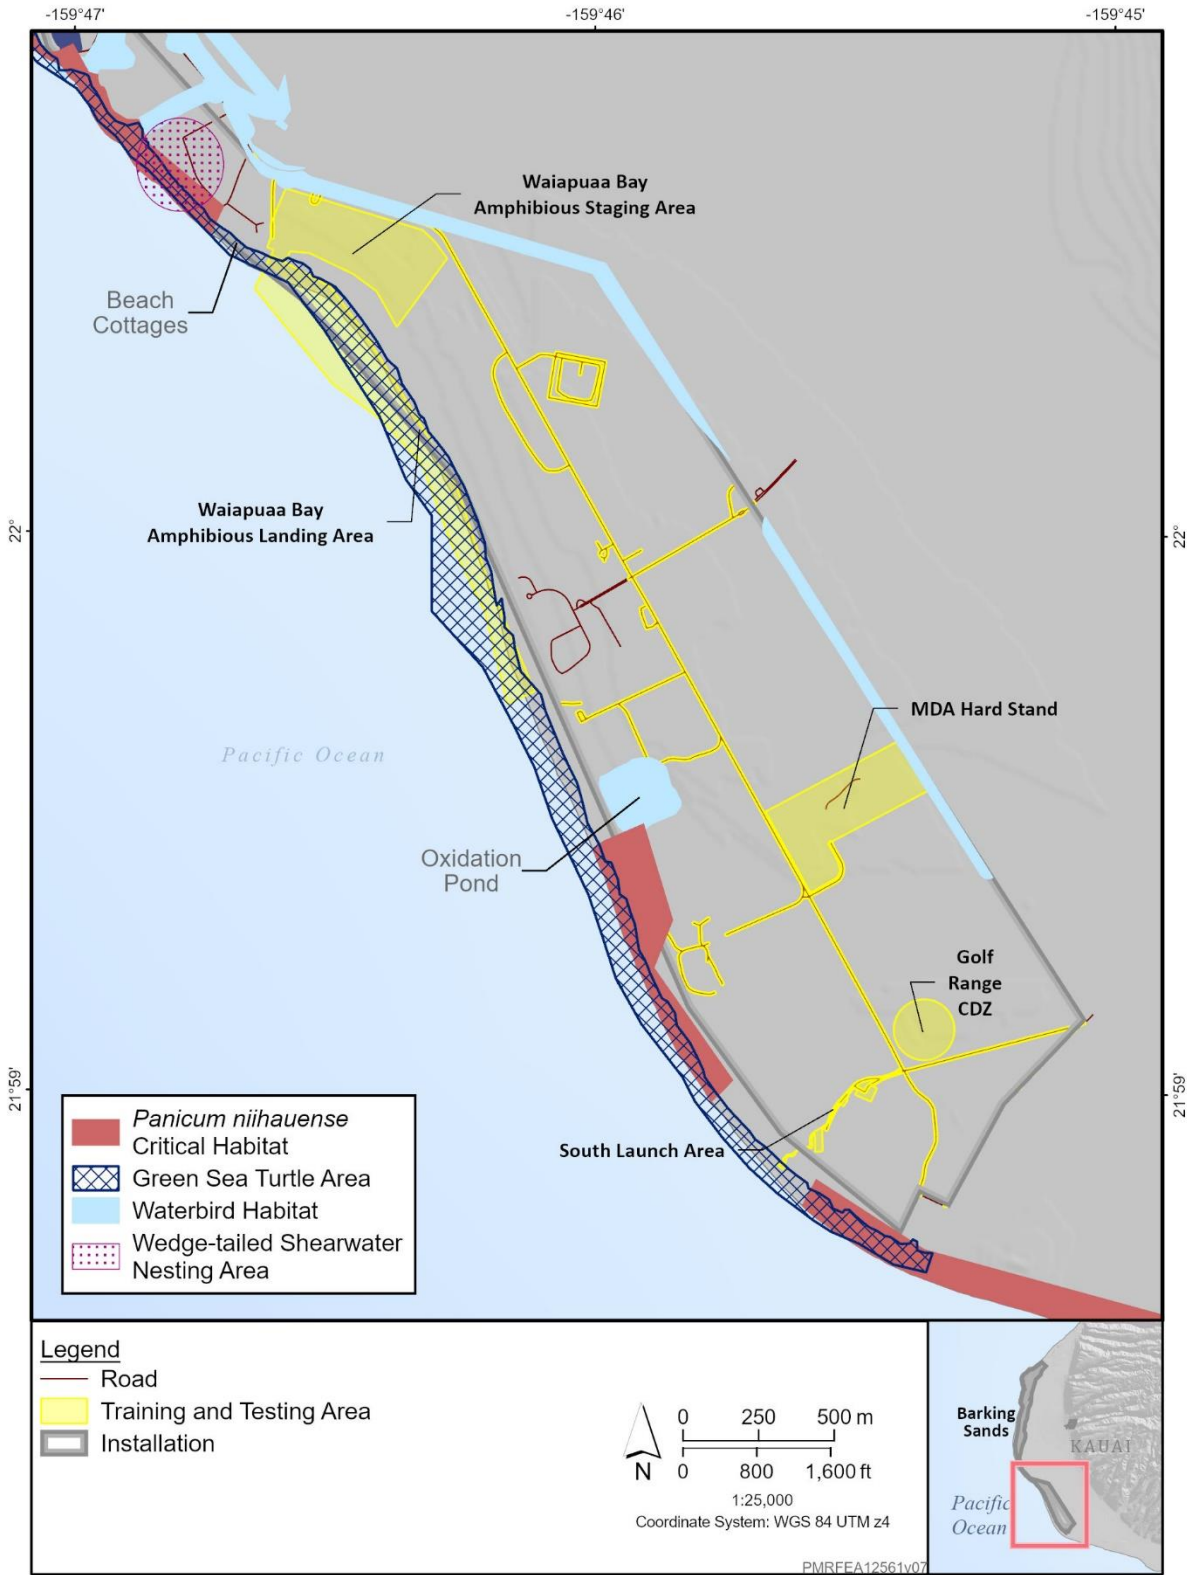 -159°47'
-159°46'
-159°45'
Waiapuaa Bay
Amphibious Staging Area
Beach
Cottages
Waiapuaa Bay
Amphibious Landing Area
22°
22°
MDA Hard Stand
Pacific Ocean
Oxidation
Pond
Golf
Range
CDZ
21°59'
21°59'
South Launch Area
Panicum niihauense
Critical Habitat
Green Sea Turtle Area
Waterbird Habitat
Wedge-tailed Shearwater
Nesting Area
Legend
Road
Training and Testing Area
Installation
N
0 250 500 m
0 800 1,600 ft
1:25,000
Coordinate System: WGS 84 UTM z4
PMRFEA12561v07
Barking
Sands
KAUAI
Pacific
Ocean